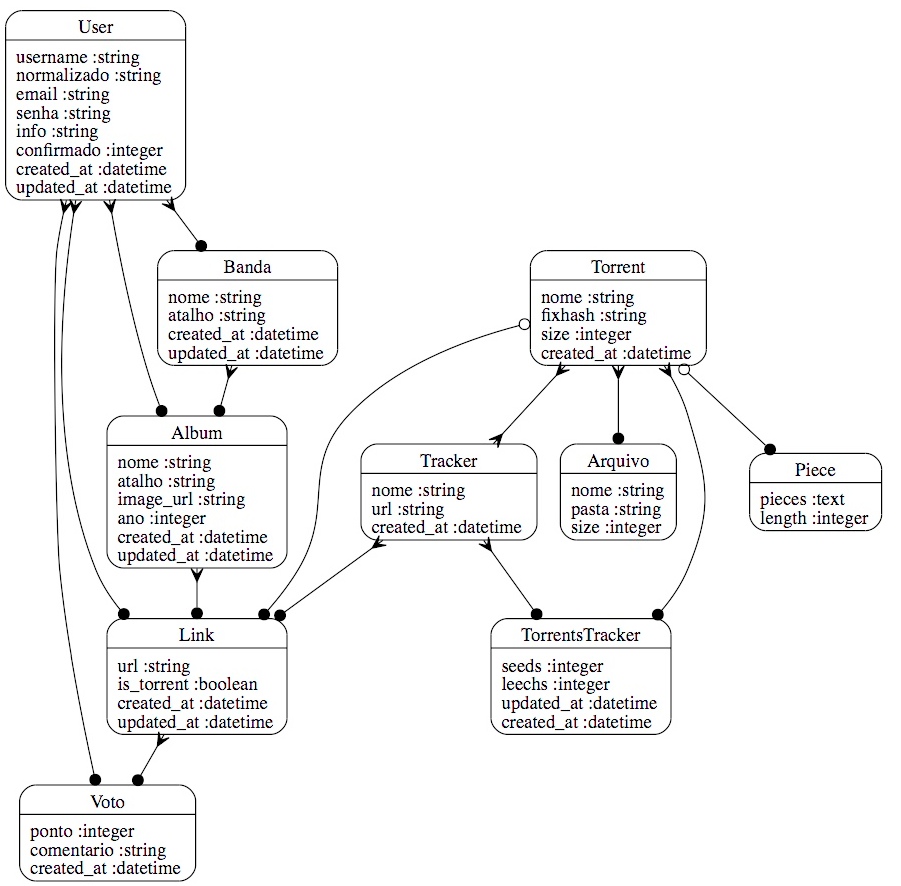 User
username :string
normalizado :string
email :string
senha :string
info :string
confirmado :integer
created_at :datetime
updated_at :datetime
Banda
nome :string
atalho :string
created_at :datetime
updated_at :datetime
Torrent
nome :string
fixhash :string
size :integer
created_at :datetime
Album
nome :string
atalho :string
image_url :string
ano :integer
created_at :datetime
updated_at :datetime
Tracker
nome :string
url :string
created_at :datetime
Arquivo
nome :string
pasta :string
size :integer
Piece
pieces :text
length :integer
Link
url :string
is_torrent :boolean
created_at :datetime
updated_at :datetime
TorrentsTracker
seeds :integer
leechs :integer
updated_at :datetime
created_at :datetime
Voto
ponto :integer
comentario :string
created_at :datetime